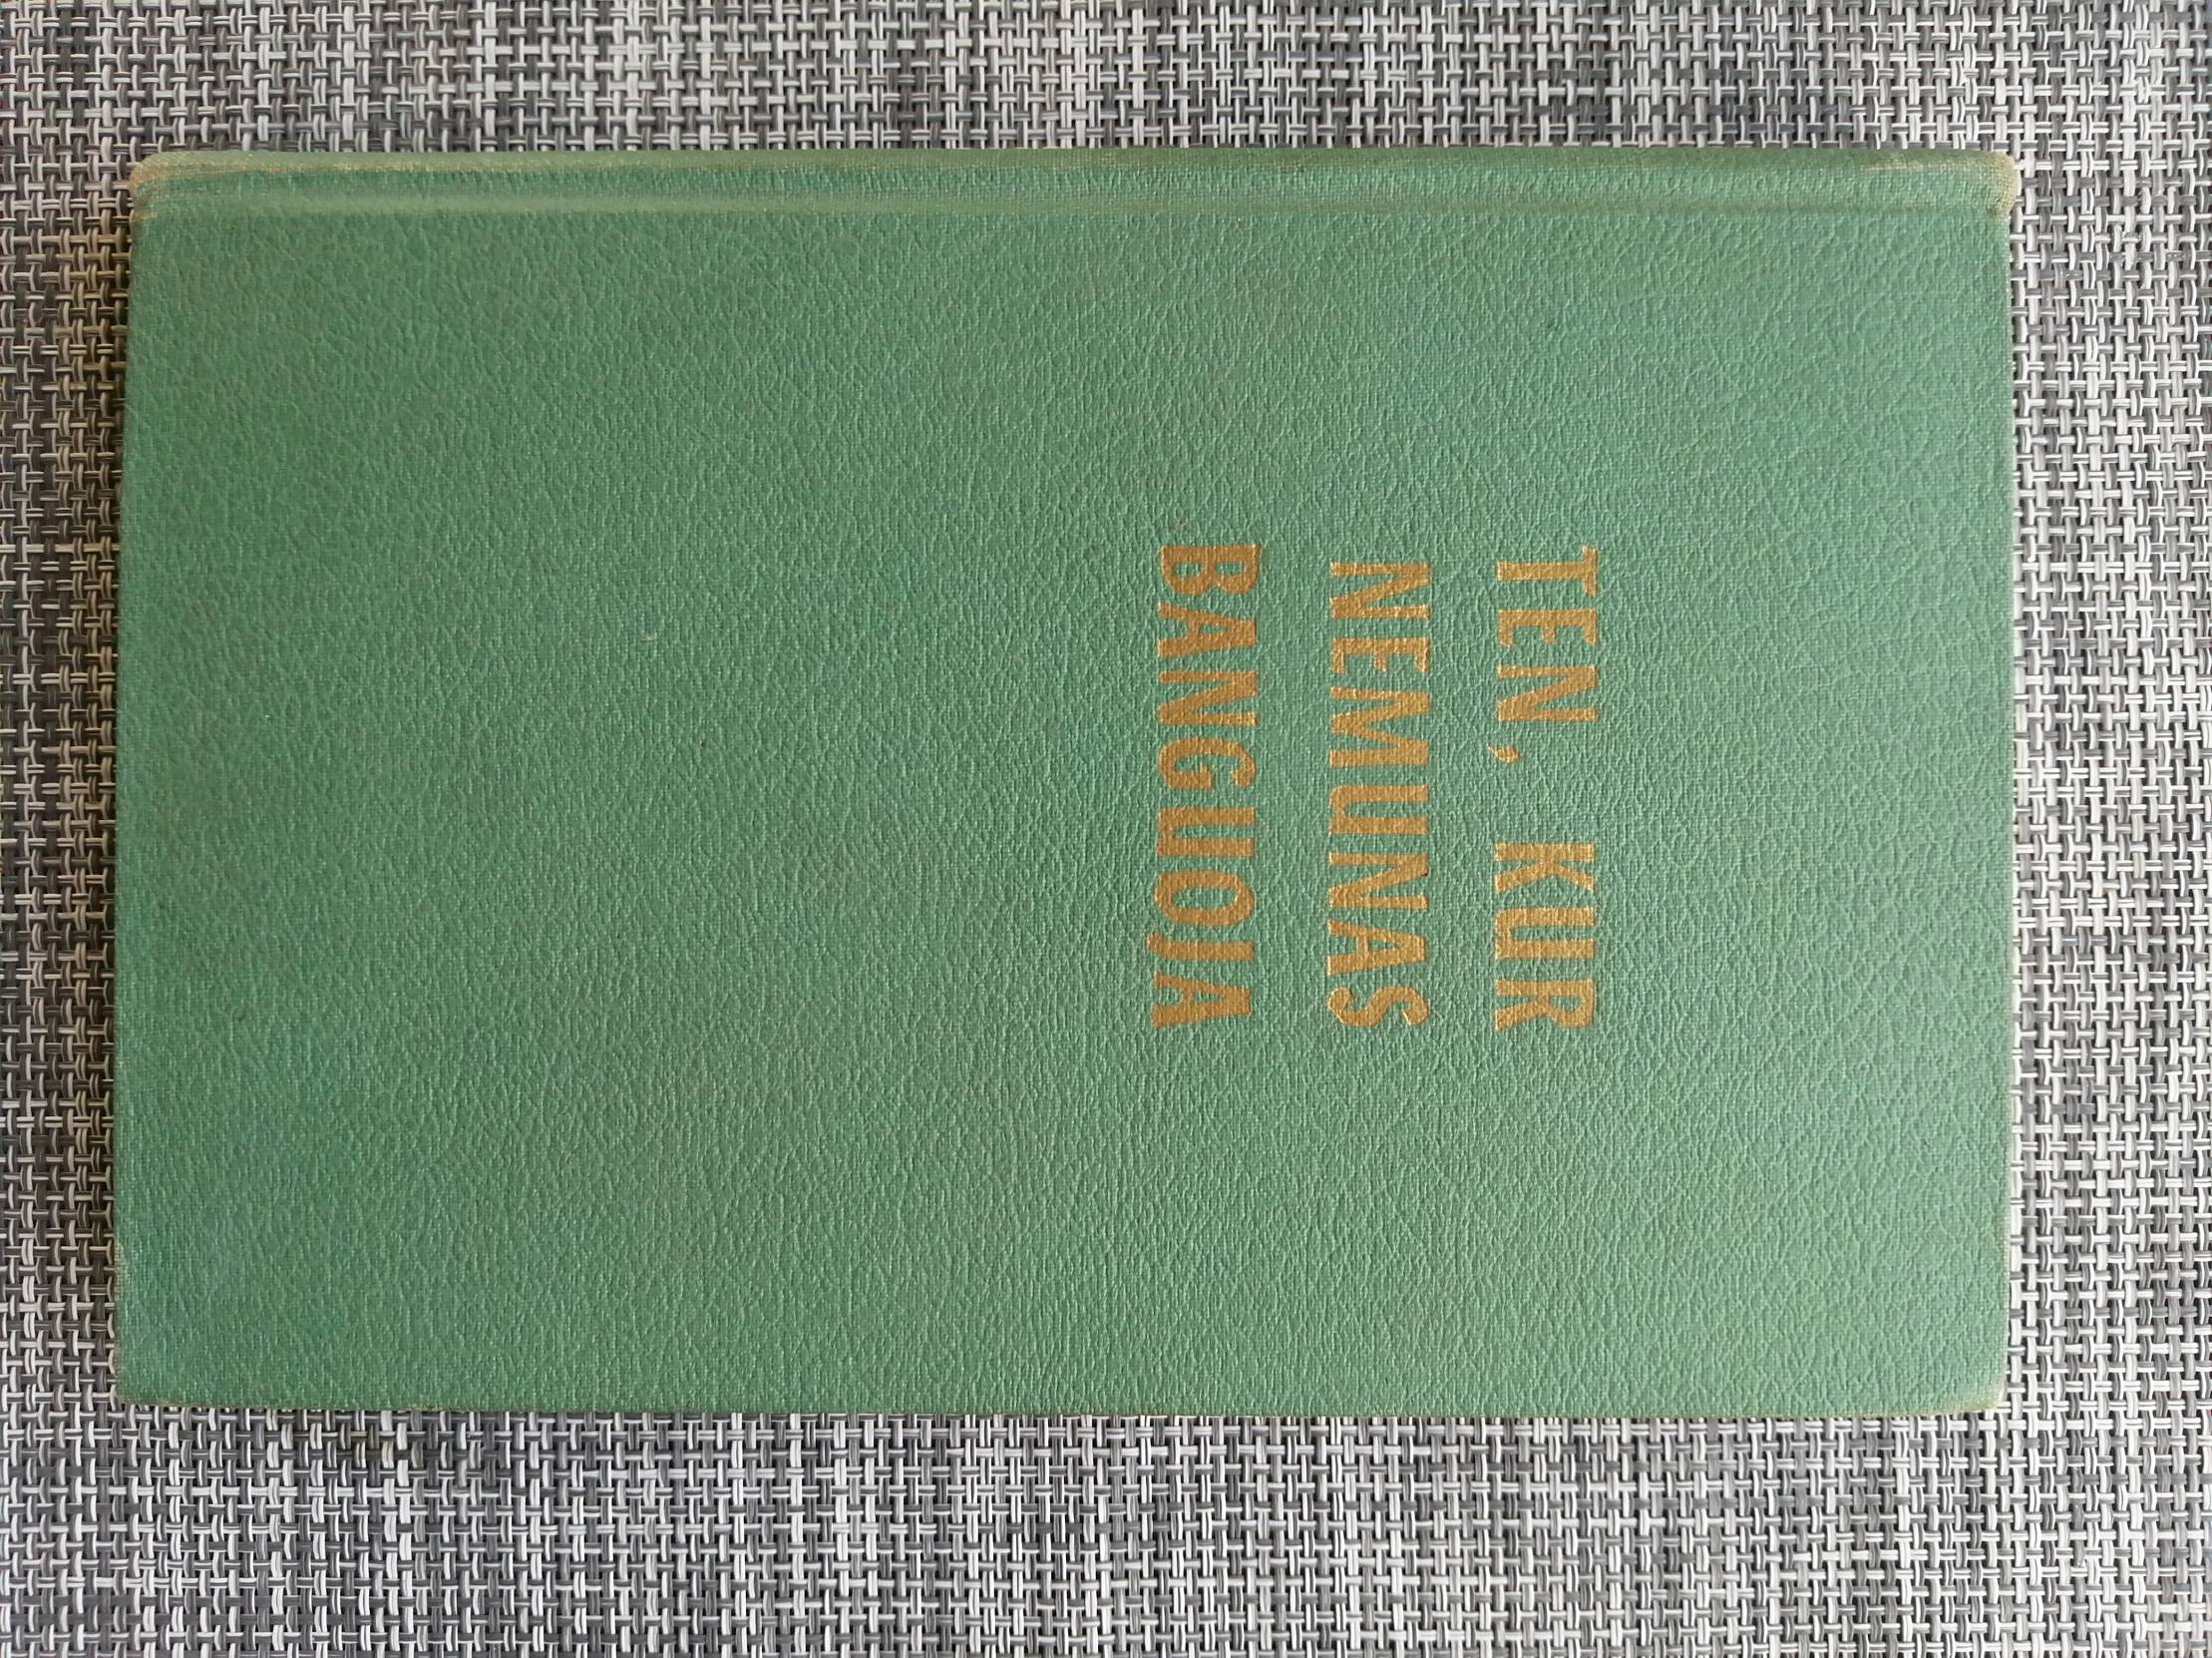 TEN, KUR
NEMUNAS
BANGUOJA